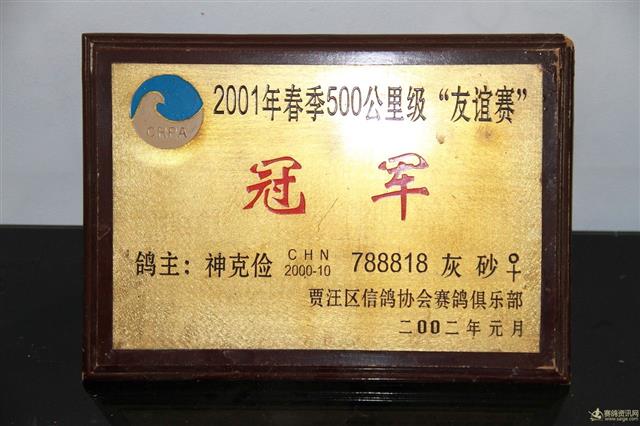 CRPA
2001年春季500公里级“友谊赛”
冠军
鸽主：神克俭 CHN 2000-10 788818 灰 砂♀
贾汪区信鸽协会赛鸽俱乐部
二00二年元月
赛鸽资讯网
www.saige.com